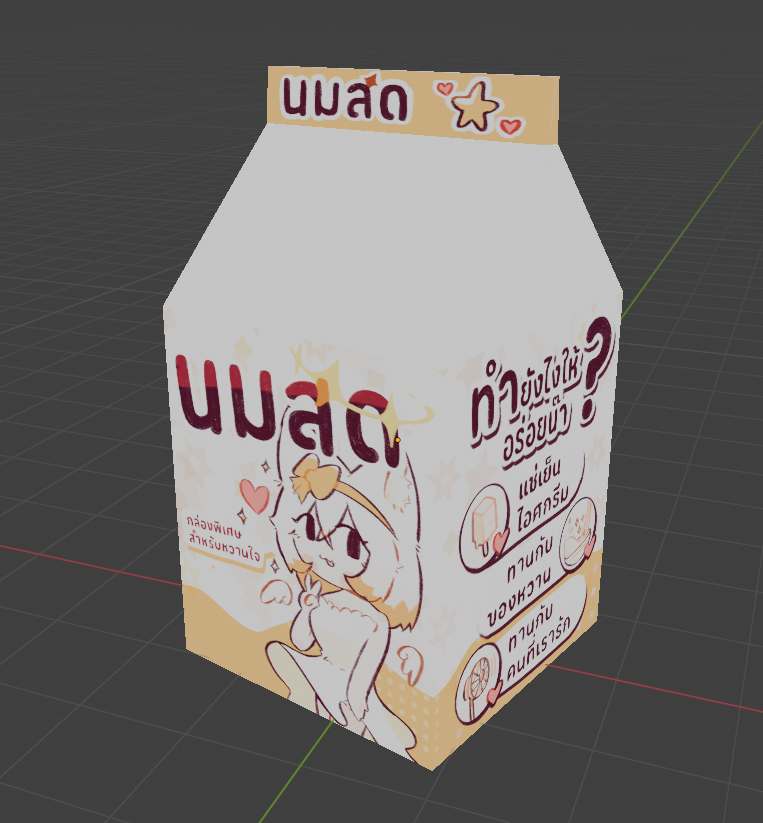 นมสด
นมสด
กล่องพิเศษ
สำหรับหวานใจ
ทำยังไงให้
อร่อยน๊า
?
แช่เย็น
ไอศกรีม
ทานกับ
ของหวาน
ทานกับ
คนที่เรารัก